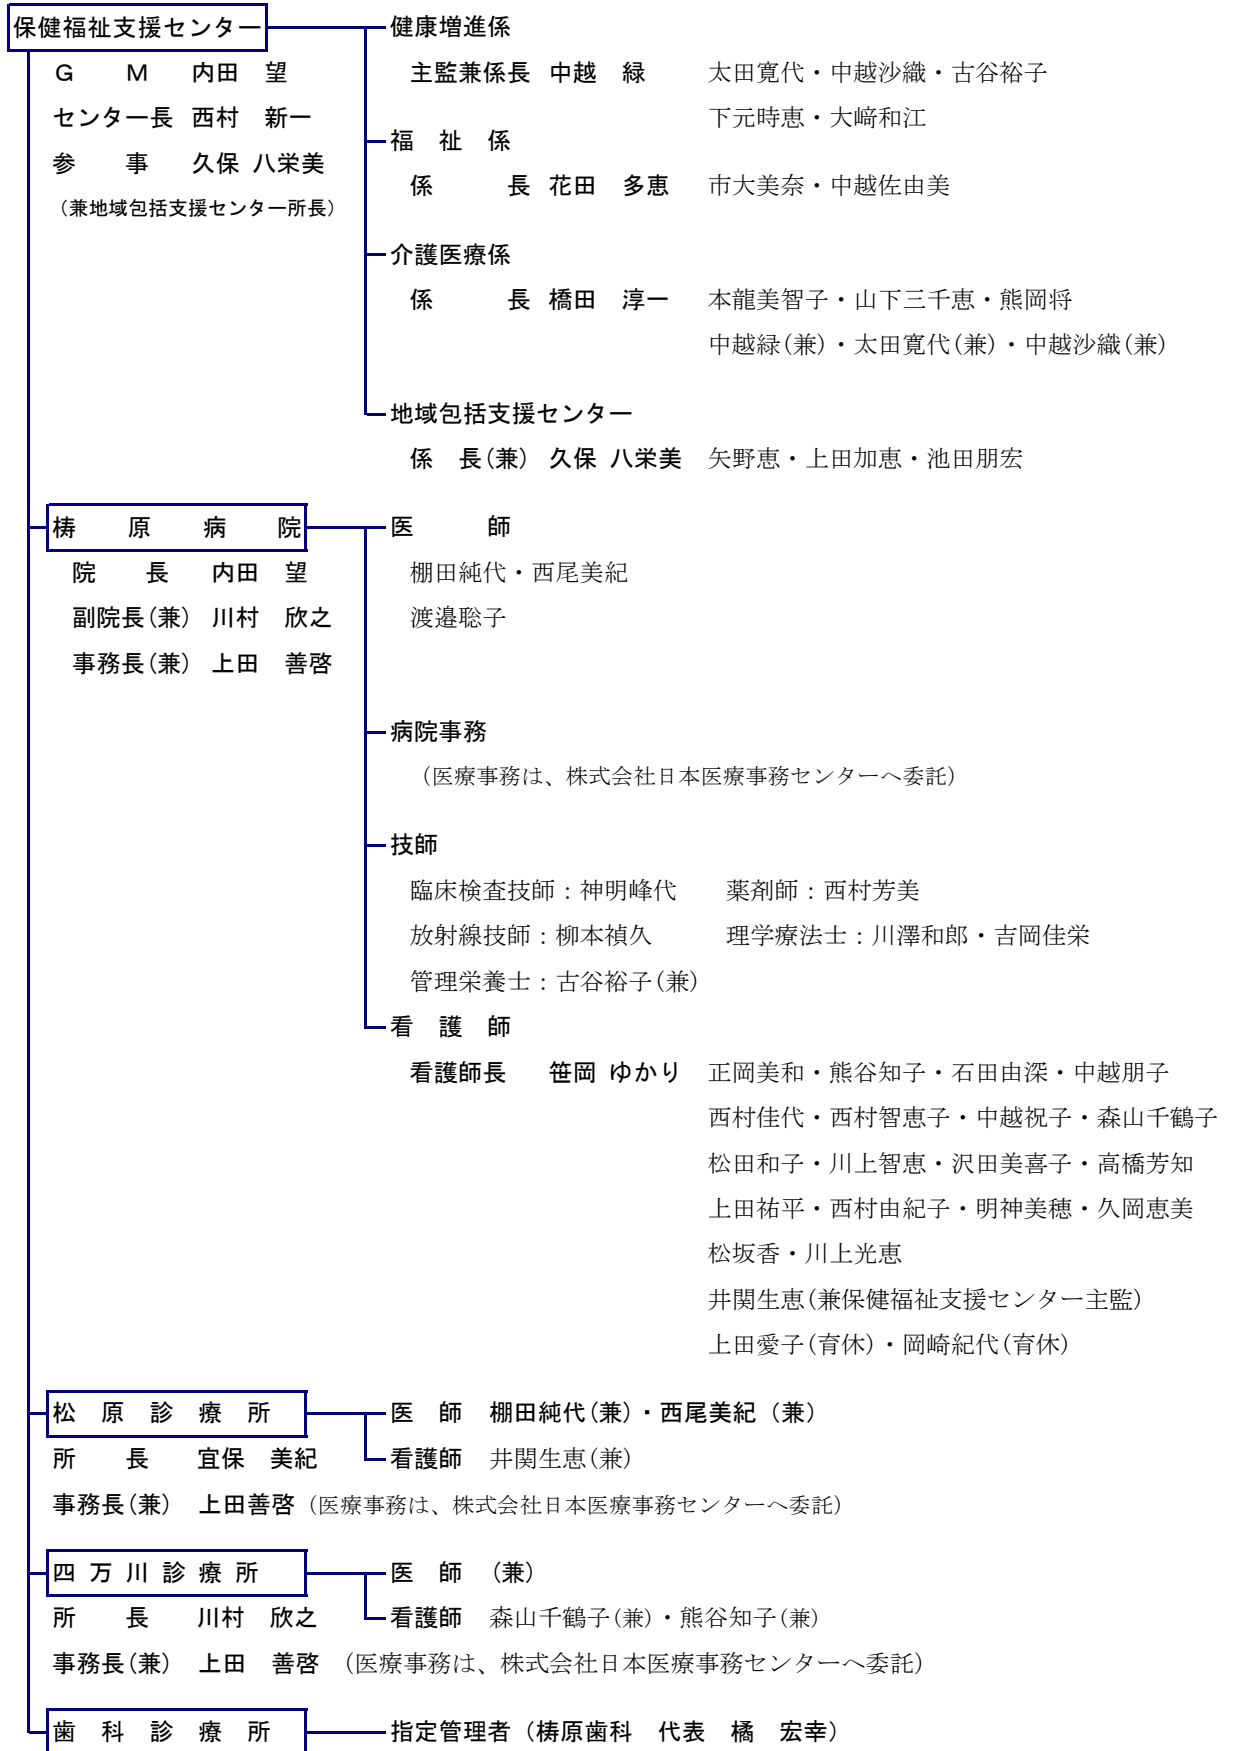 保健福祉支援センター　健康増進係
Ｇ　Ｍ　内田　望　主監兼係長　中越　緑　太田寛代・中越沙織・古谷裕子
センター長　西村　新一　下元時恵・大﨑和江
福　祉　係
参　事　久保　八栄美
係　長　花田　多恵　市大美奈・中越佐由美
（兼地域包括支援センター所長）
介護医療係
係　長　橋田　淳一　本龍美智子・山下三千恵・熊岡将
中越緑(兼)・太田寛代(兼)・中越沙織(兼)
地域包括支援センター
係　長(兼)　久保　八栄美　矢野恵・上田加恵・池田朋宏
梼　原　病　院　医　師
院　長　内田　望　棚田純代・西尾美紀
副院長(兼)　川村　欣之　渡邉聡子
事務長(兼)　上田　善啓
病院事務
（医療事務は、株式会社日本医療事務センターへ委託）
技師
臨床検査技師：神明峰代　薬剤師：西村芳美
放射線技師：柳本禎久　理学療法士：川澤和郎・吉岡佳栄
管理栄養士：古谷裕子(兼)
看　護　師
看護師長　笹岡　ゆかり　正岡美和・熊谷知子・石田由深・中越朋子
西村佳代・西村智恵子・中越祝子・森山千鶴子
松田和子・川上智恵・沢田美喜子・高橋芳知
上田祐平・西村由紀子・明神美穂・久岡恵美
松坂香・川上光恵
井関生恵(兼保健福祉支援センター主監)
上田愛子(育休)・岡崎紀代(育休)
松　原　診　療　所　医　師　棚田純代(兼)・西尾美紀（兼）
所　長　宜保　美紀　看護師　井関生恵(兼)
事務長(兼)　上田善啓（医療事務は、株式会社日本医療事務センターへ委託）
四　万　川　診　療　所　医　師　(兼)
所　長　川村　欣之　看護師　森山千鶴子(兼)・熊谷知子(兼)
事務長(兼)　上田　善啓　（医療事務は、株式会社日本医療事務センターへ委託）
歯　科　診　療　所　指定管理者（梼原歯科　代表　橘　宏幸）